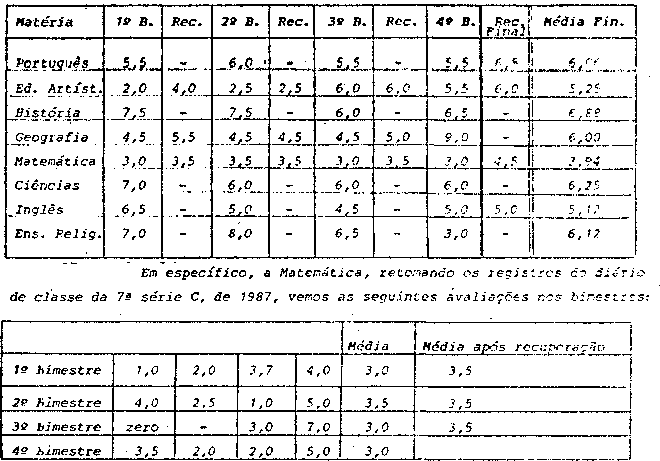 Matéria 1º B. Rec. 2º B. Rec. 3º B. Rec. 4º B. Rec. Final Média Fin.
Português 5,5 - 6,0 - 5,5 - 5,5 6,5
Ed. Artíst. 2,0 4,0 2,5 2,5 6,0 6,0 5,5 6,0 5,25
História 7,5 - 7,5 - 6,0 - 6,5 -
Geografia 4,5 5,5 4,5 4,5 4,5 5,0 9,0 - 6,00
Matemática 3,0 3,5 3,5 3,5 3,0 3,5 3,0 4,5 3,94
Ciências 7,0 - 6,0 - 6,0 - 6,0 - 6,25
Inglês 6,5 - 5,0 - 4,5 - 5,0 5,0 5,12
Ens. Pelig. 7,0 - 8,0 - 6,5 - 3,0 - 6,12
Em específico, a Matemática, retomando os registros do diário
de classe da 7ª série C, de 1987, vemos as seguintes avaliações nos bimestres:
Média Média após recuperação
1º bimestre 1,0 2,0 3,7 4,0 3,0 3,5
2º bimestre 4,0 2,5 1,0 5,0 3,5 3,5
3º bimestre zero - 3,0 7,0 3,0 3,5
4º bimestre 3,5 2,0 2,0 5,0 3,0